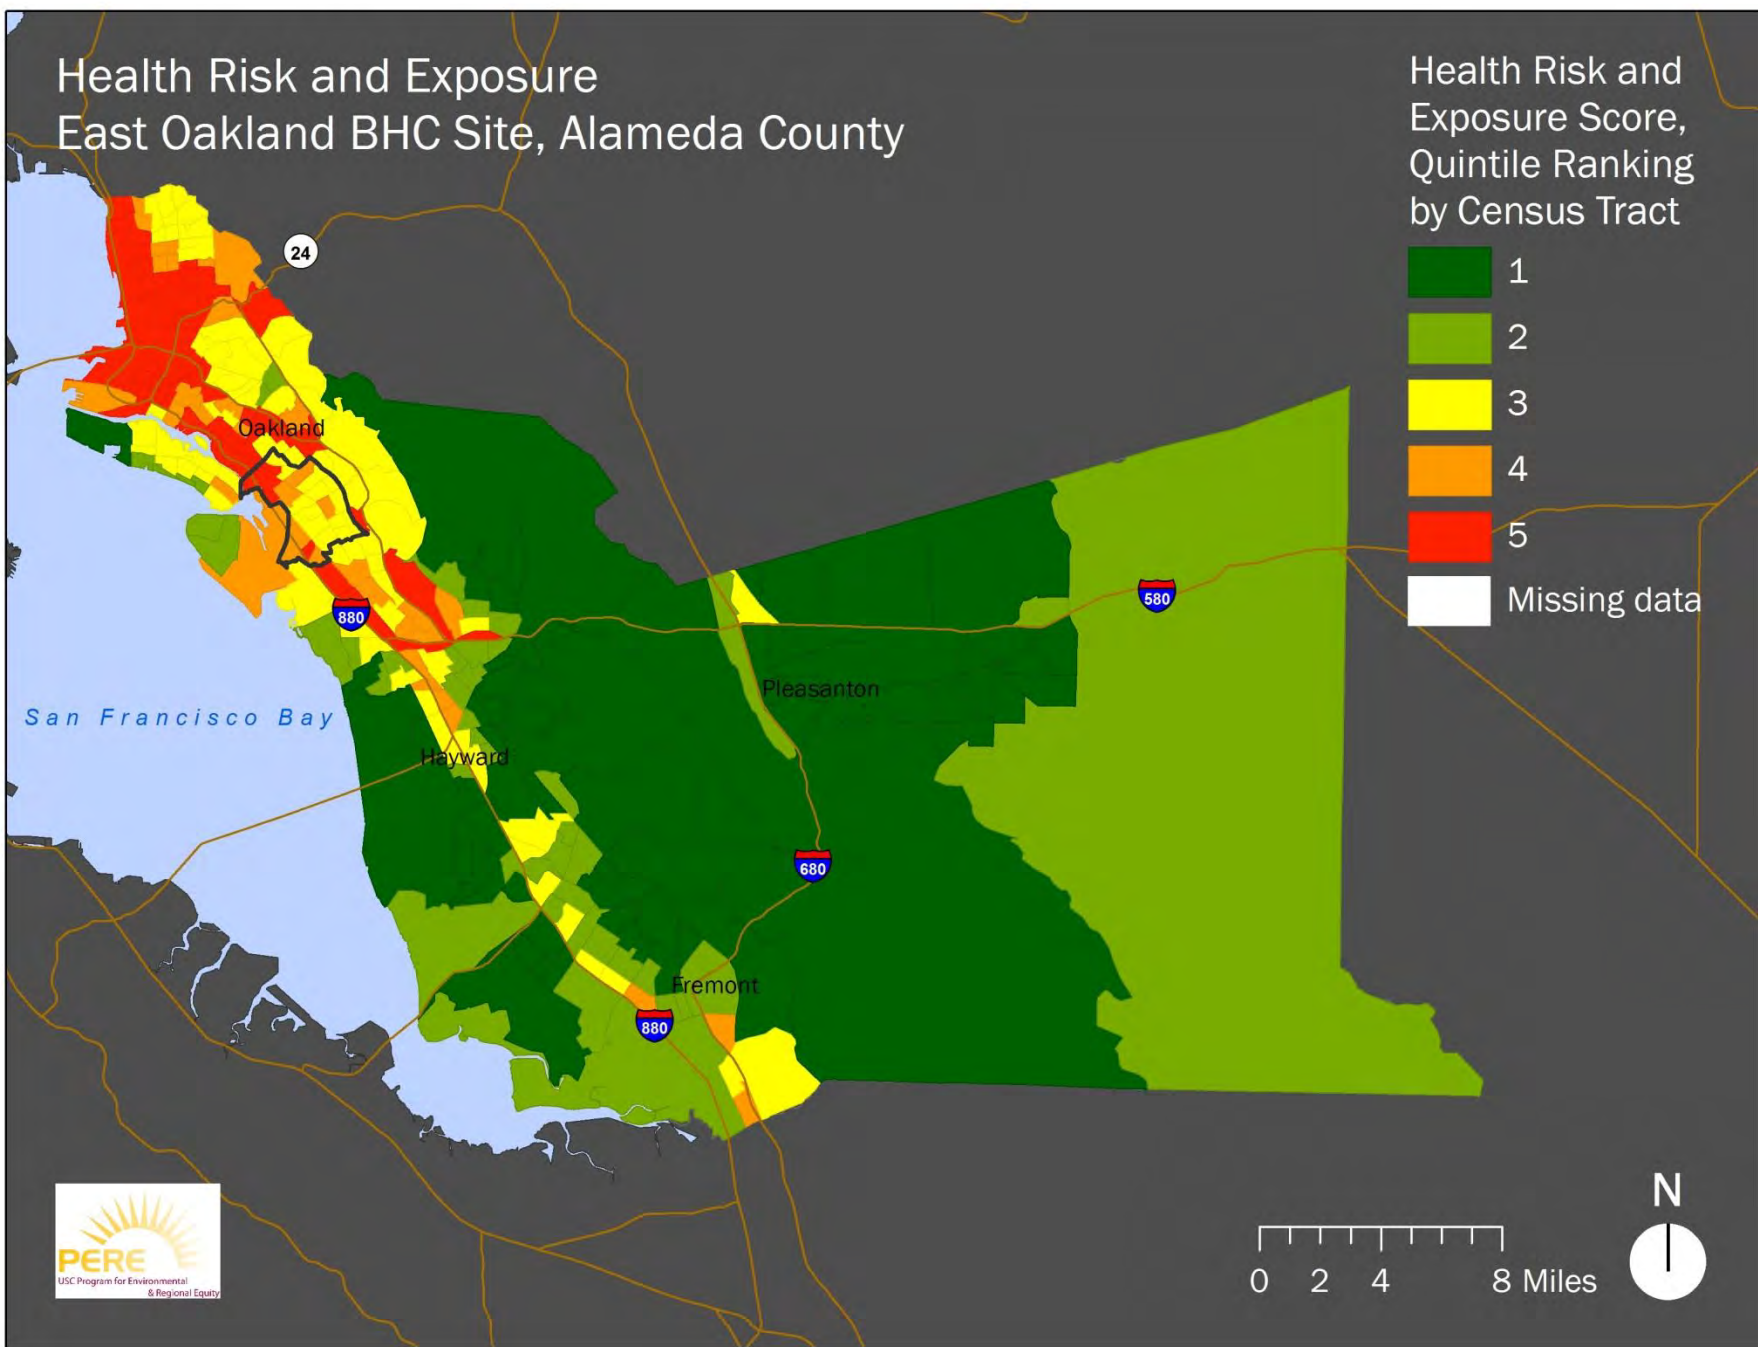 Health Risk and Exposure
East Oakland BHC Site, Alameda County
Health Risk and
Exposure Score,
Quintile Ranking
by Census Tract
1
2
3
4
5
Missing data
24
Oakland
880
580
Pleasanton
San Francisco Bay
Hayward
680
Fremont
880
PERE
USC Program for Environmental
& Regional Equity
N
0 2 4 8 Miles